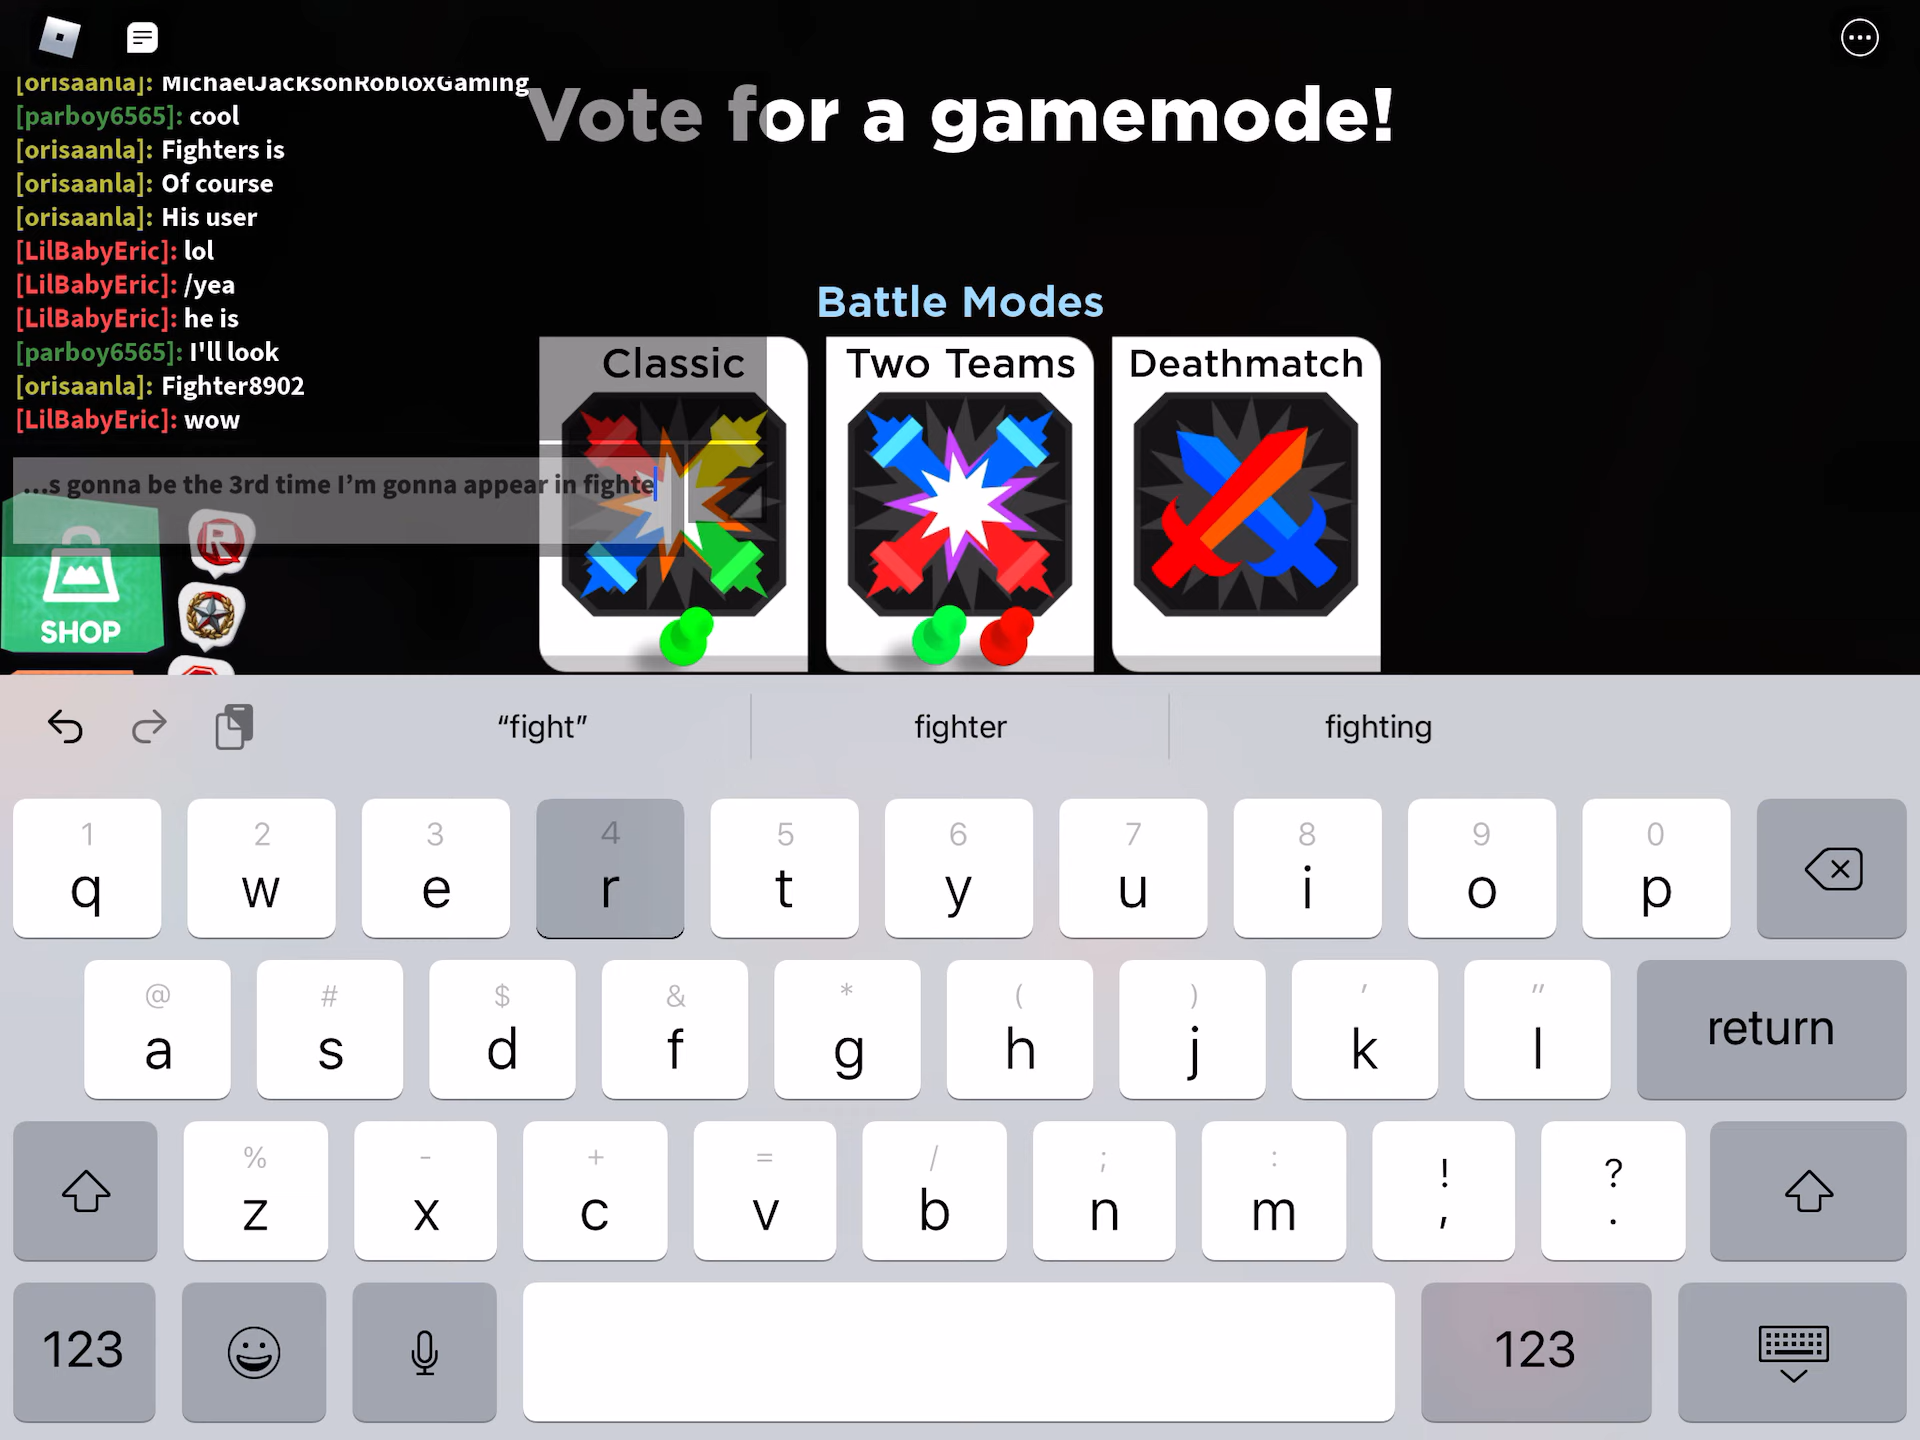 [orisaanla]: MichaelJacksonRobloxGaming
[parboy6565]: cool
[orisaanla]: Fighters is
[orisaanla]: Of course
[orisaanla]: His user
[LilBabyEric]: lol
[LilBabyEric]: /yea
[LilBabyEric]: he is
[parboy6565]: I'll look
[orisaanla]: Fighter8902
[LilBabyEric]: wow
...s gonna be the 3rd time I’m gonna appear in fighte
Vote for a gamemode!
Battle Modes
Classic
Two Teams
Deathmatch
SHOP
“fight”
fighter
fighting
1 2 3 4 5 6 7 8 9 0
q w e r t y u i o p
@ # $ & * ( ) ' "
a s d f g h j k l return
% - + = / ; : ! ?
z x c v b n m , .
123 123